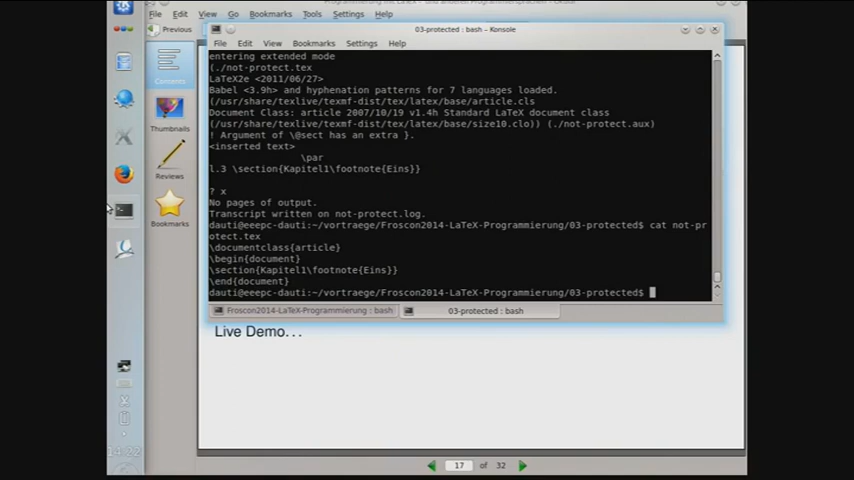 File Edit View Go Bookmarks Tools Settings Help
Previous
03-protected : bash – Konsole
File Edit View Bookmarks Settings Help
entering extended mode
(./not-protect.tex
LaTeX2e <2011/06/27>
Babel <3.9h> and hyphenation patterns for 7 languages loaded.
(/usr/share/texlive/texmf-dist/tex/latex/base/article.cls
Document Class: article 2007/10/19 v1.4h Standard LaTeX document class
(/usr/share/texlive/texmf-dist/tex/latex/base/size10.clo)) (./not-protect.aux)
! Argument of \@sect has an extra }.
<inserted text>
\par
l.3 \section{Kapitel1\footnote{Eins}}
? x
No pages of output.
Transcript written on not-protect.log.
dauti@eeepc-dauti:~/vortraege/Froscon2014-LaTeX-Programmierung/03-protected$ cat not-pr
otect.tex
\documentclass{article}
\begin{document}
\section{Kapitel1\footnote{Eins}}
\end{document}
dauti@eeepc-dauti:~/vortraege/Froscon2014-LaTeX-Programmierung/03-protected$
Froscon2014-LaTeX-Programmierung : bash
03-protected : bash
Contents
Thumbnails
Reviews
Bookmarks
Live Demo...
14:22
17 of 32